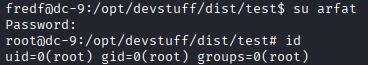 fredf@dc-9:/opt/devstuff/dist/test$ su arfat
Password:
root@dc-9:/opt/devstuff/dist/test# id
uid=0(root) gid=0(root) groups=0(root)